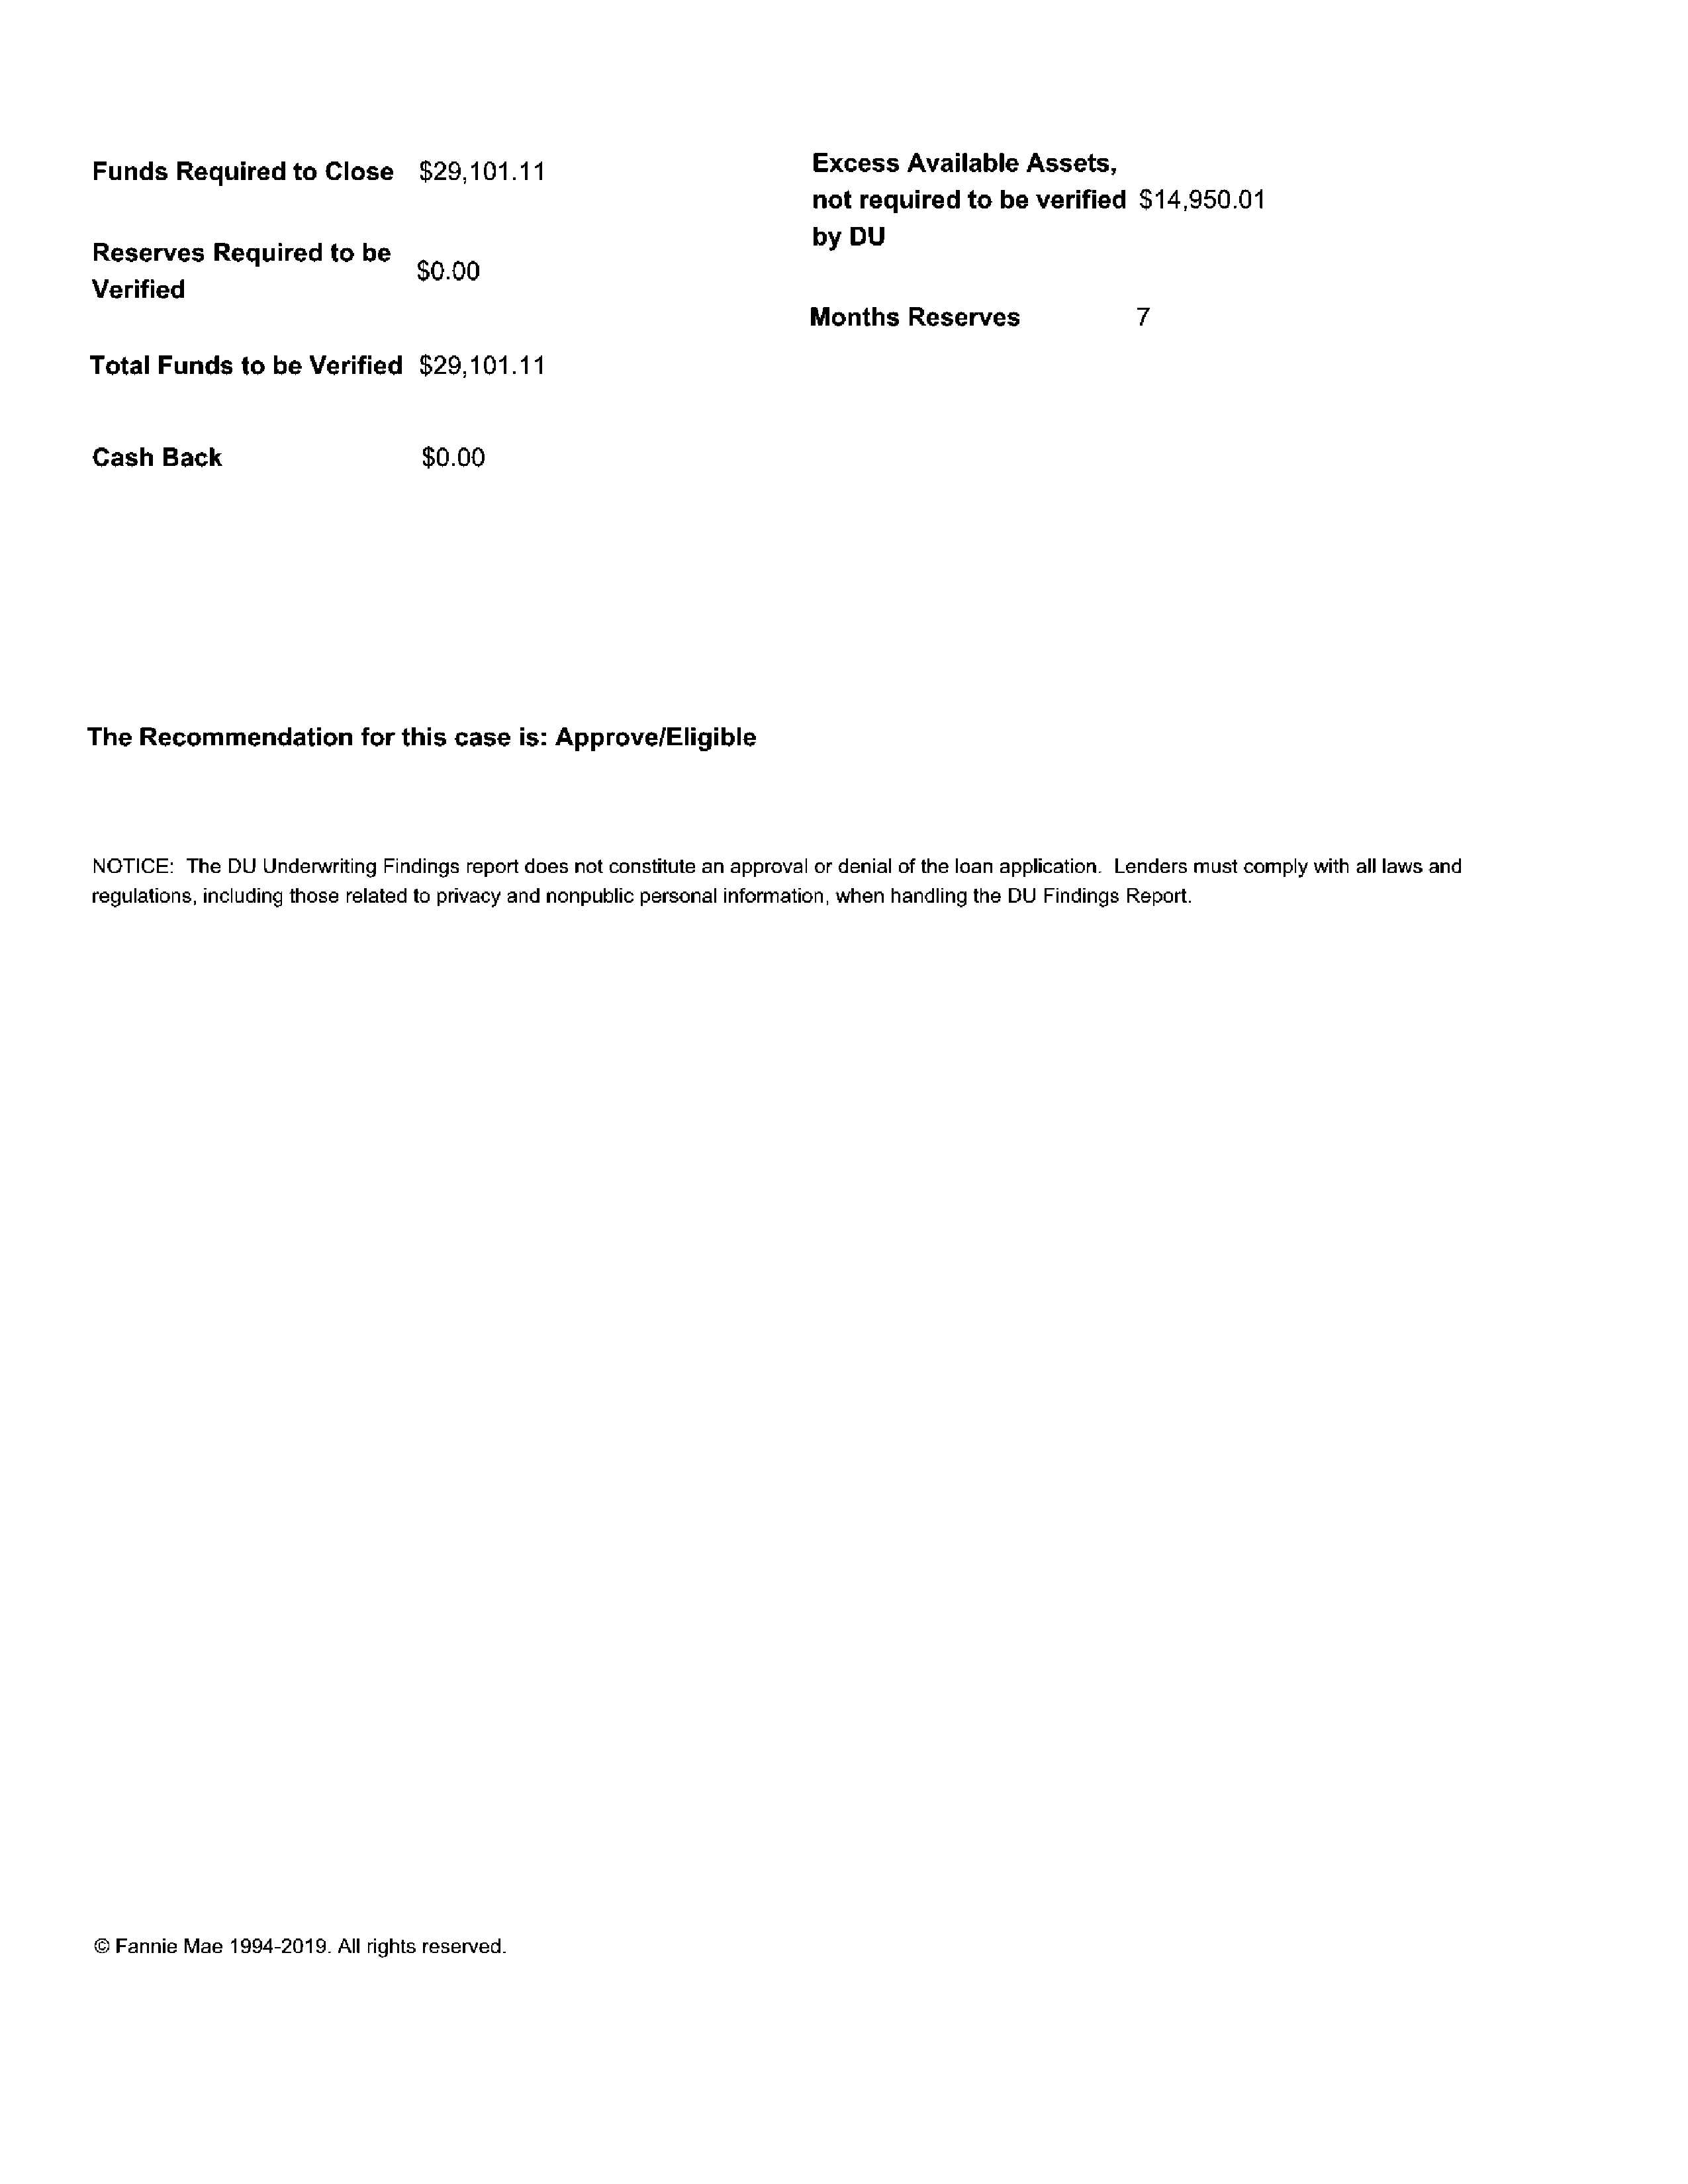 Funds Required to Close $29,101.11
Reserves Required to be
Verified
$0.00
Total Funds to be Verified $29,101.11
Cash Back $0.00
Excess Available Assets,
not required to be verified $14,950.01
by DU
Months Reserves 7
The Recommendation for this case is: Approve/Eligible
NOTICE: The DU Underwriting Findings report does not constitute an approval or denial of the loan application. Lenders must comply with all laws and
regulations, including those related to privacy and nonpublic personal information, when handling the DU Findings Report.
© Fannie Mae 1994-2019. All rights reserved.